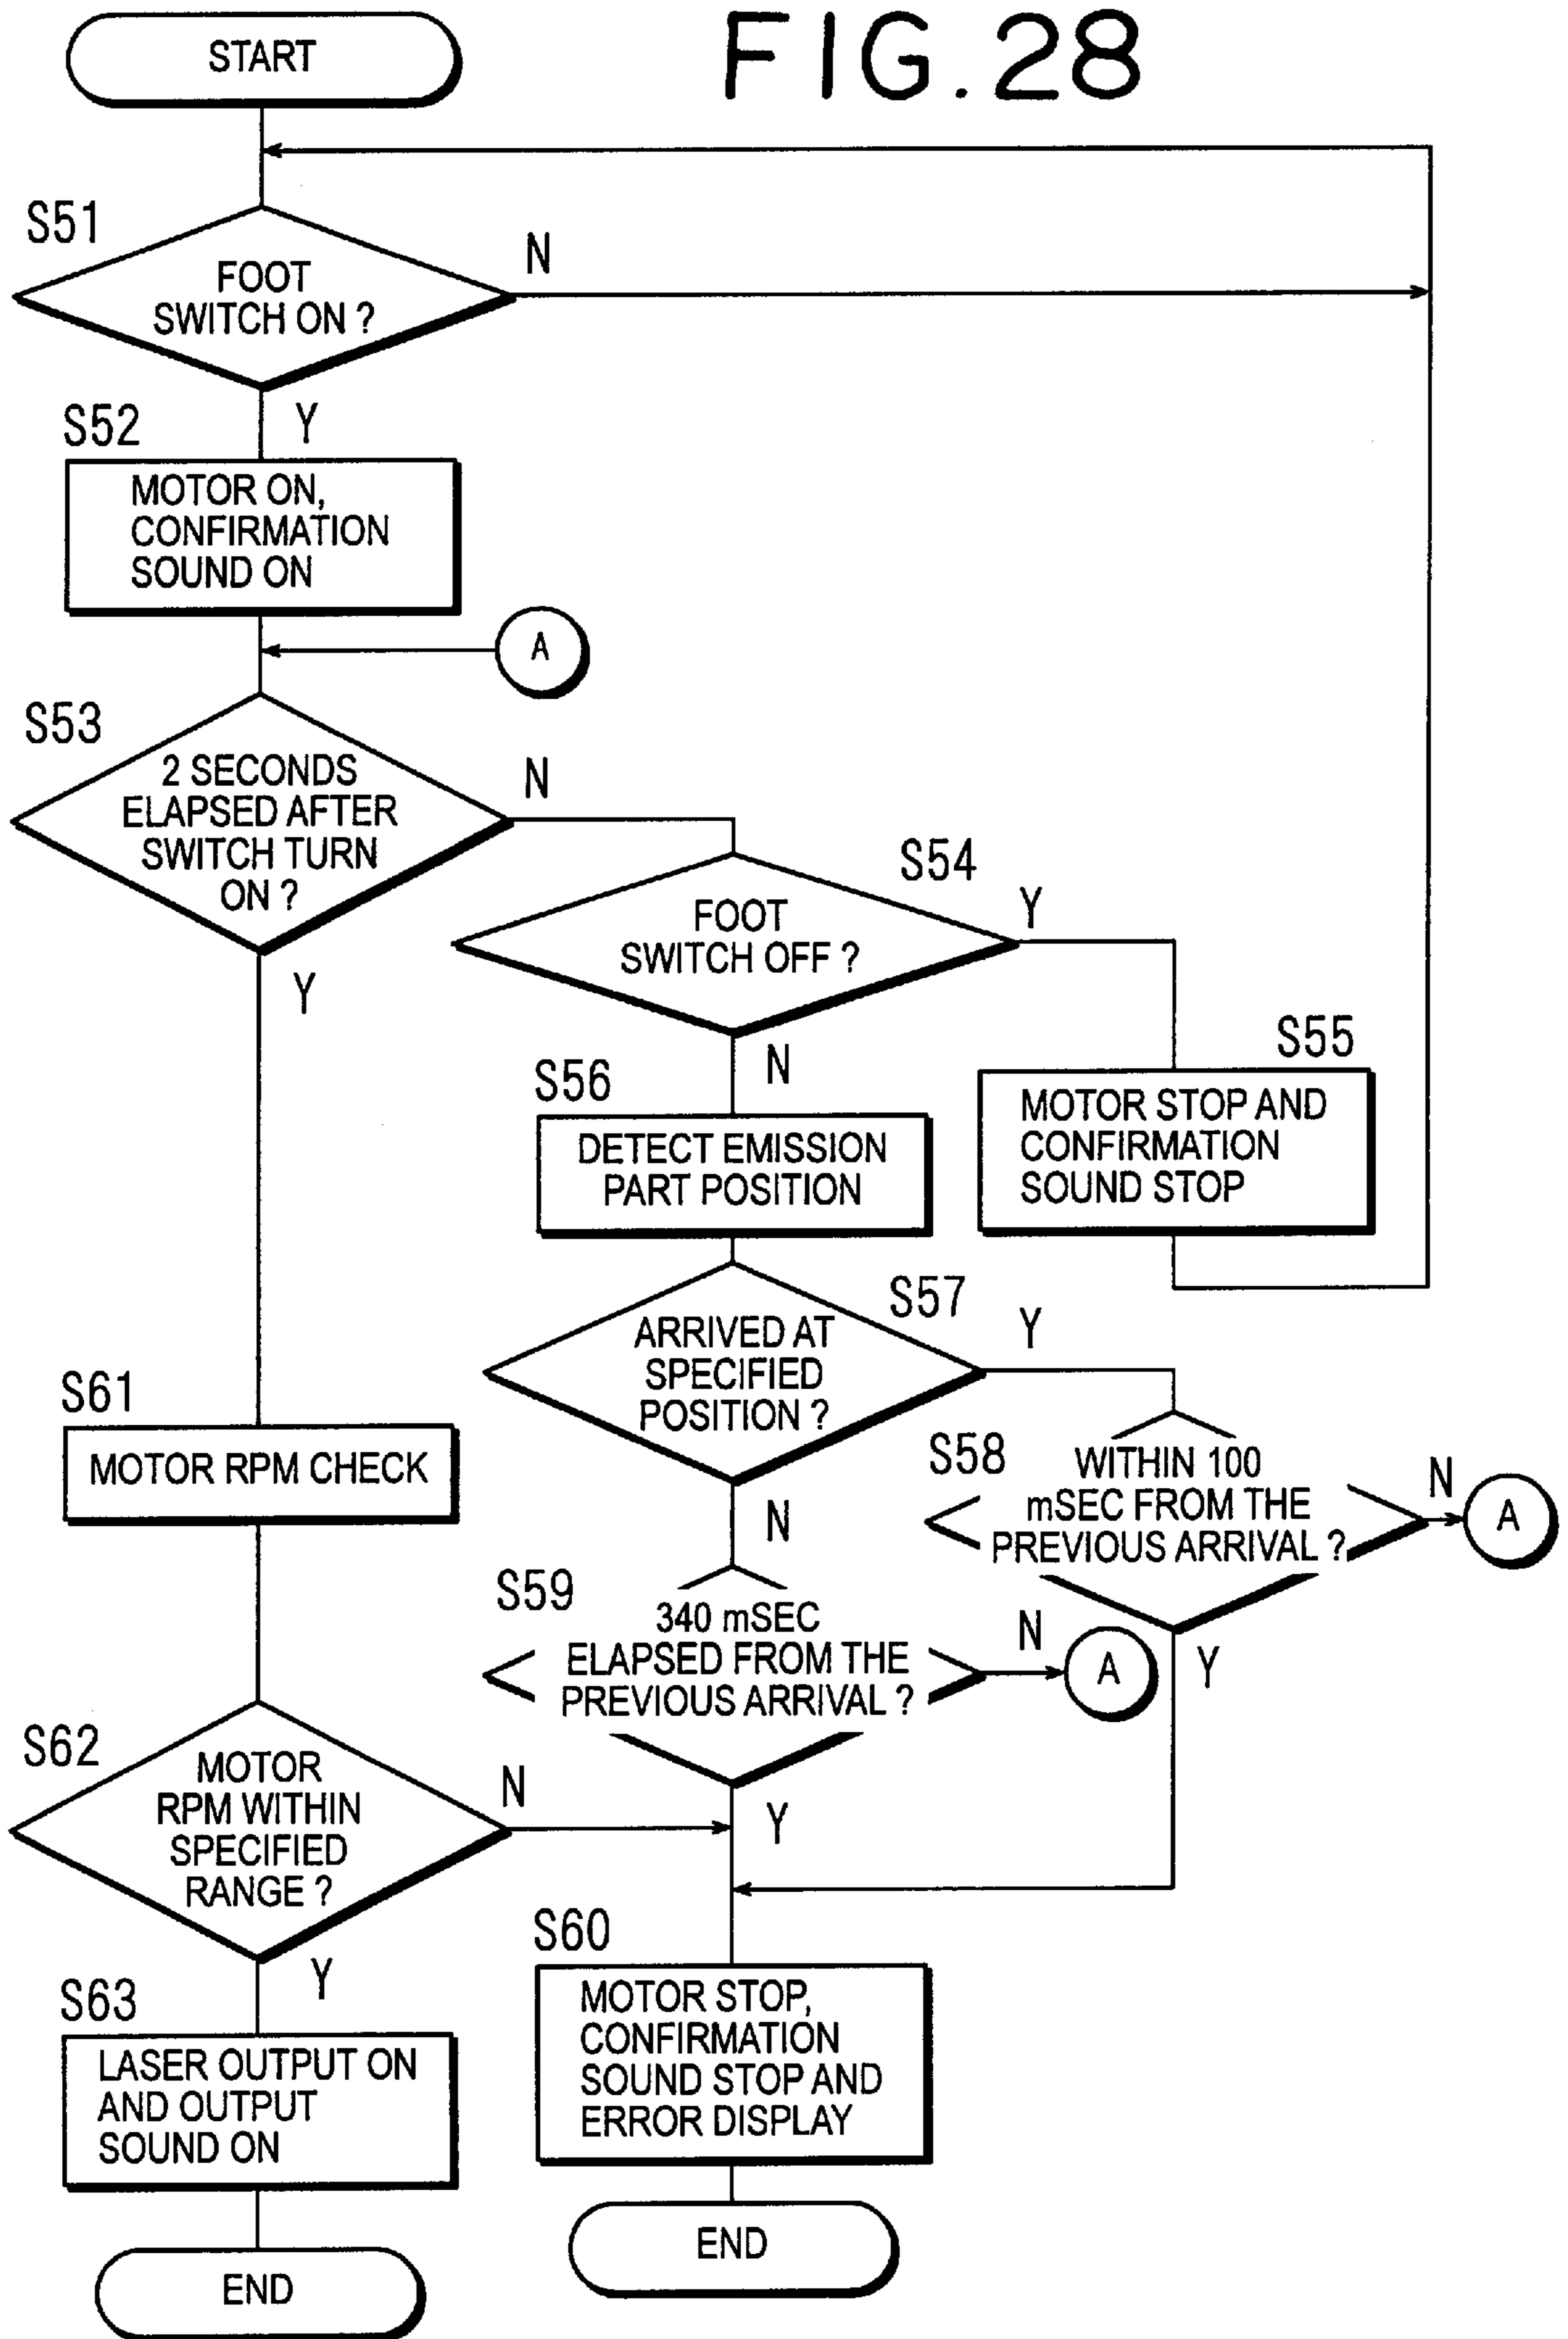 FIG.28
START
S51
FOOT
SWITCH ON ?
N
Y
S52
MOTOR ON,
CONFIRMATION
SOUND ON
A
S53
2 SECONDS
ELAPSED AFTER
SWITCH TURN
ON ?
N
Y
S54
FOOT
SWITCH OFF ?
Y
N
S55
MOTOR STOP AND
CONFIRMATION
SOUND STOP
S56
DETECT EMISSION
PART POSITION
S57
ARRIVED AT
SPECIFIED
POSITION ?
Y
N
S58
WITHIN 100
mSEC FROM THE
PREVIOUS ARRIVAL ?
N
A
Y
S59
340 mSEC
ELAPSED FROM THE
PREVIOUS ARRIVAL ?
N
A
Y
S61
MOTOR RPM CHECK
S62
MOTOR
RPM WITHIN
SPECIFIED
RANGE ?
N
Y
S60
MOTOR STOP,
CONFIRMATION
SOUND STOP AND
ERROR DISPLAY
END
S63
LASER OUTPUT ON
AND OUTPUT
SOUND ON
END